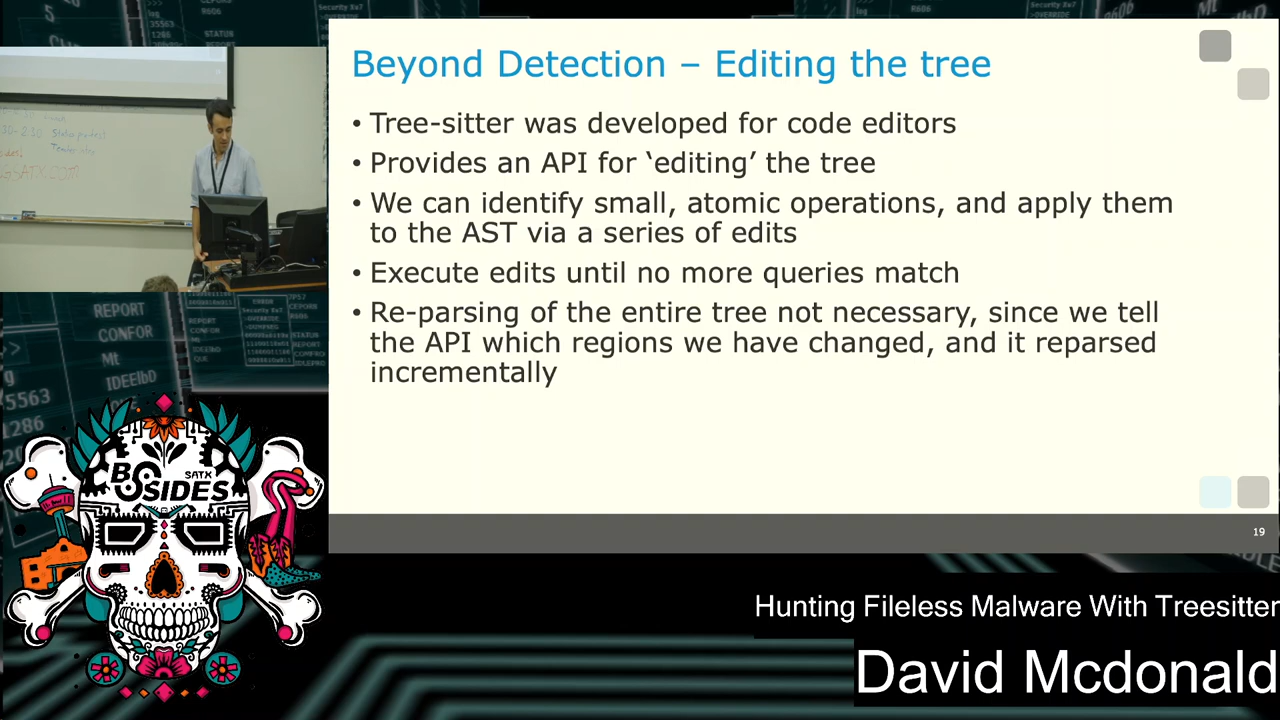 Beyond Detection – Editing the tree
• Tree-sitter was developed for code editors
• Provides an API for ‘editing’ the tree
• We can identify small, atomic operations, and apply them
to the AST via a series of edits
• Execute edits until no more queries match
• Re-parsing of the entire tree not necessary, since we tell
the API which regions we have changed, and it reparsed
incrementally
19
REPORT
CONFOR
Mt
IDEEIbD
5563
1286
BSIDES
SATX
Hunting Fileless Malware With Treesitter
David Mcdonald